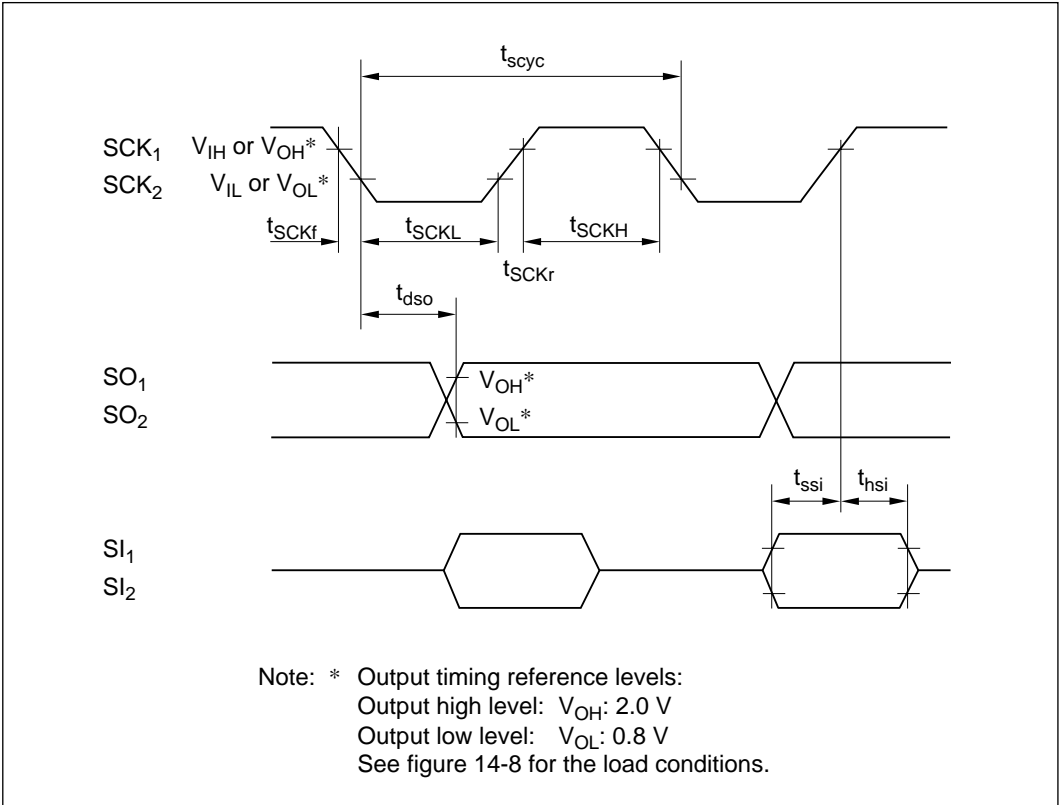 tscyc
SCK1 VIH or VOH*
SCK2 VIL or VOL*
tSCKf tSCKL tSCKH
tSCKr
tdso
SO1 VOH*
SO2 VOL*
tssi thsi
SI1
SI2
Note: * Output timing reference levels:
Output high level: VOH: 2.0 V
Output low level: VOL: 0.8 V
See figure 14-8 for the load conditions.